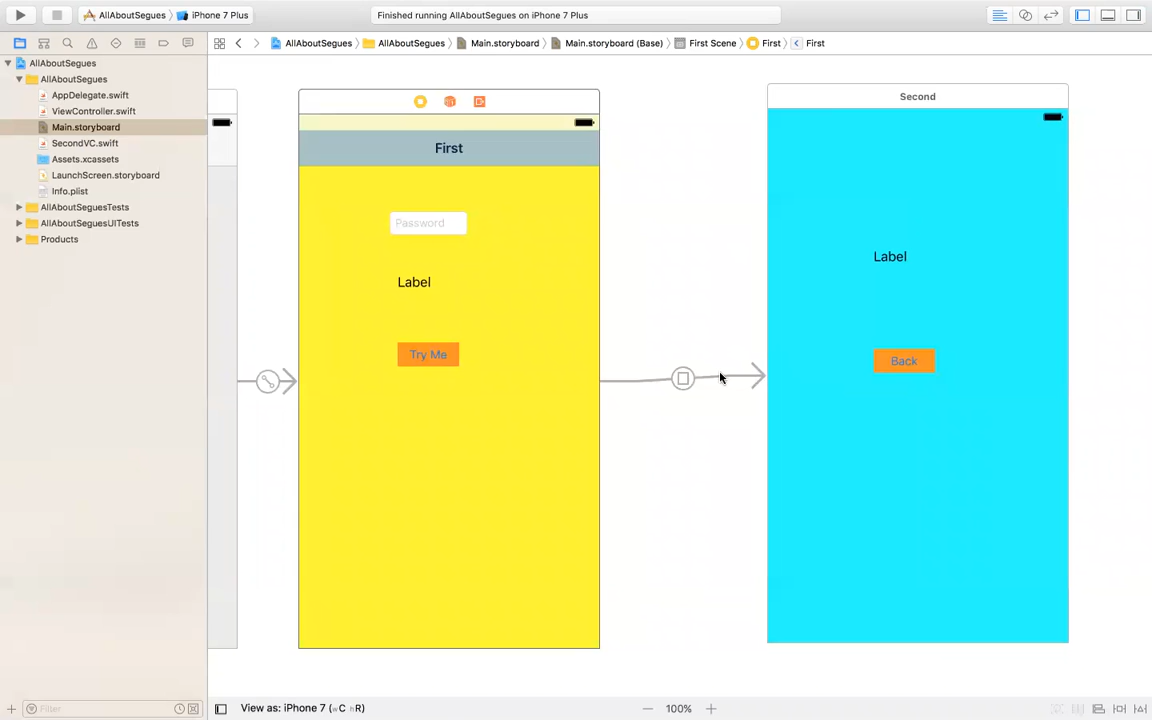 AllAboutSegues
iPhone 7 Plus
Finished running AllAboutSegues on iPhone 7 Plus
AllAboutSegues
AllAboutSegues
Main.storyboard
Main.storyboard (Base)
First Scene
First
First
AllAboutSegues
AllAboutSegues
AppDelegate.swift
ViewController.swift
Main.storyboard
SecondVC.swift
Assets.xcassets
LaunchScreen.storyboard
Info.plist
AllAboutSeguesTests
AllAboutSeguesUITests
Products
First
Password
Label
Try Me
Second
Label
Back
Filter
View as: iPhone 7 (wC hR)
100%